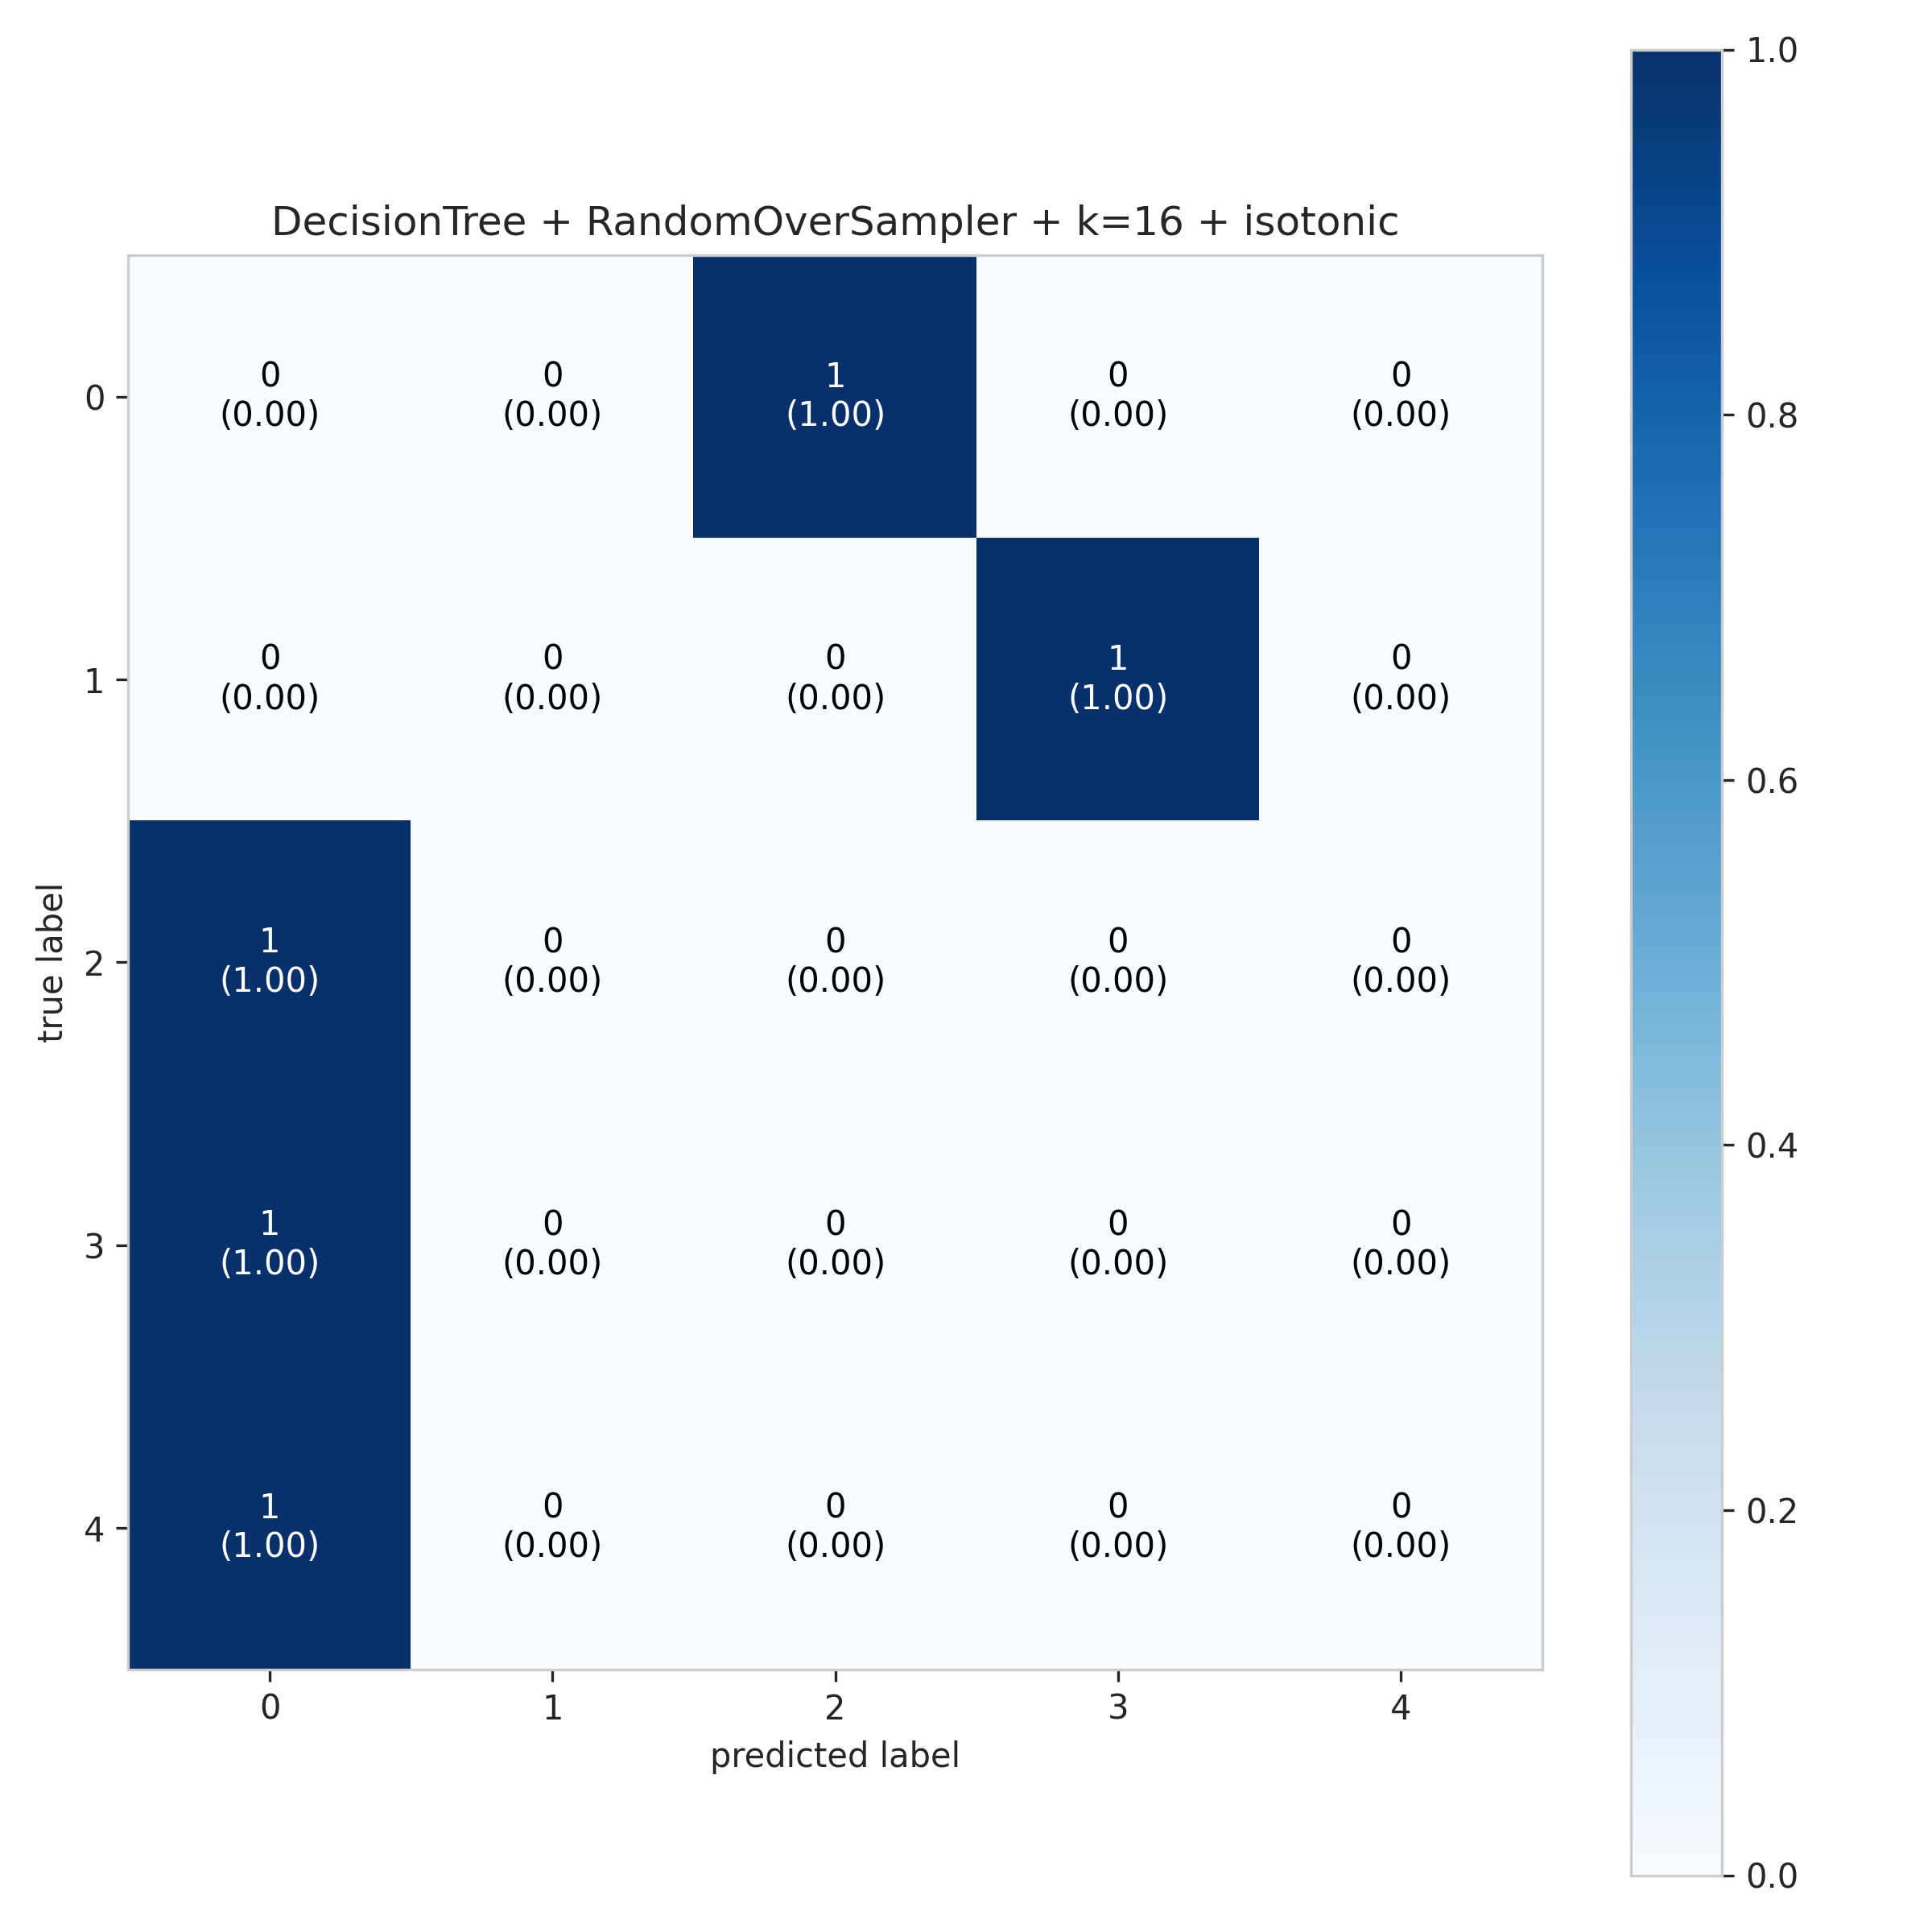 DecisionTree + RandomOverSampler + k=16 + isotonic
1.0
0.8
0.6
0.4
0.2
0.0
true label
0
0 0 1 0 0
(0.00) (0.00) (1.00) (0.00) (0.00)
1
0 0 0 1 0
(0.00) (0.00) (0.00) (1.00) (0.00)
2
1 0 0 0 0
(1.00) (0.00) (0.00) (0.00) (0.00)
3
1 0 0 0 0
(1.00) (0.00) (0.00) (0.00) (0.00)
4
1 0 0 0 0
(1.00) (0.00) (0.00) (0.00) (0.00)
0 1 2 3 4
predicted label